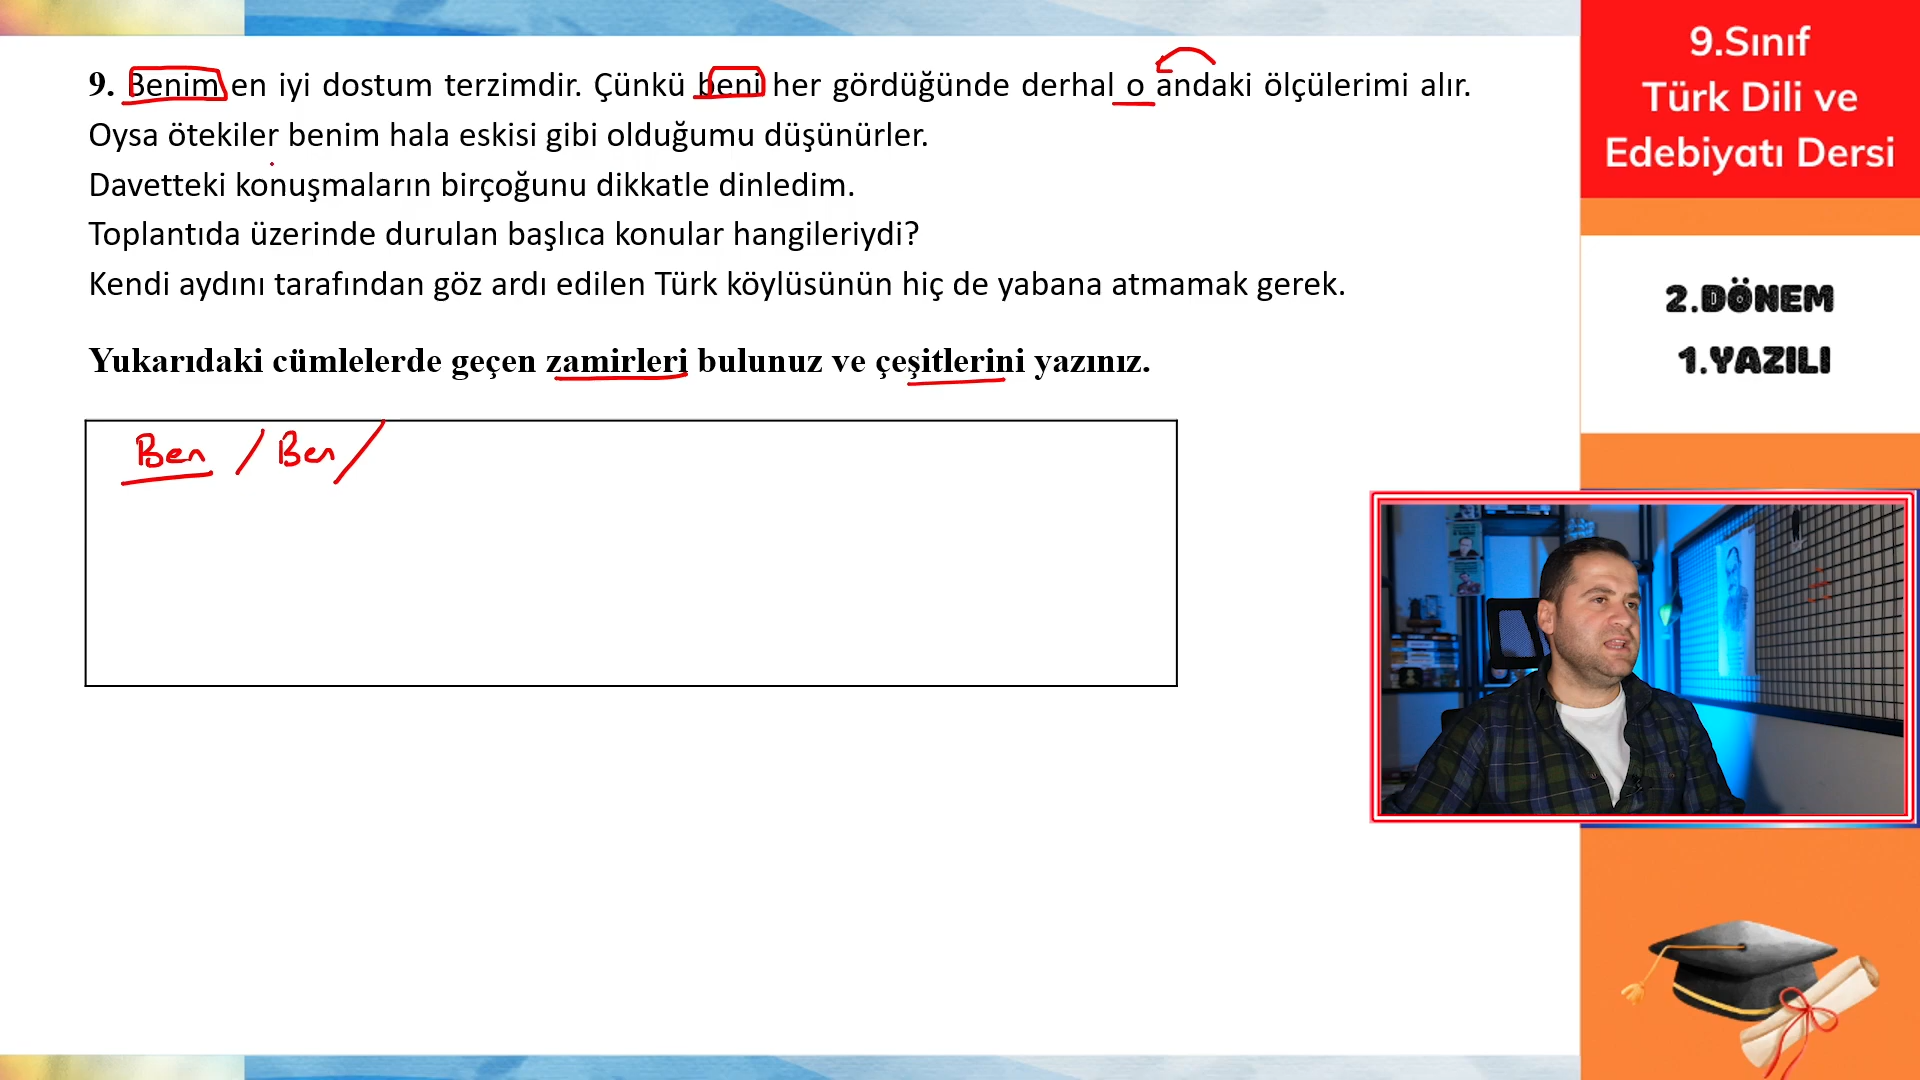 9. Benim en iyi dostum terzimdir. Çünkü beni her gördüğünde derhal o andaki ölçülerimi alır.
Oysa ötekiler benim hala eskisi gibi olduğumu düşünürler.
Davetteki konuşmaların birçoğunu dikkatle dinledim.
Toplantıda üzerinde durulan başlıca konular hangileriydi?
Kendi aydını tarafından göz ardı edilen Türk köylüsünün hiç de yabana atmamak gerek.
Yukarıdaki cümlelerde geçen zamirleri bulunuz ve çeşitlerini yazınız.
Ben / Ben /
9.Sınıf
Türk Dili ve
Edebiyatı Dersi
2.DÖNEM
1.YAZILI